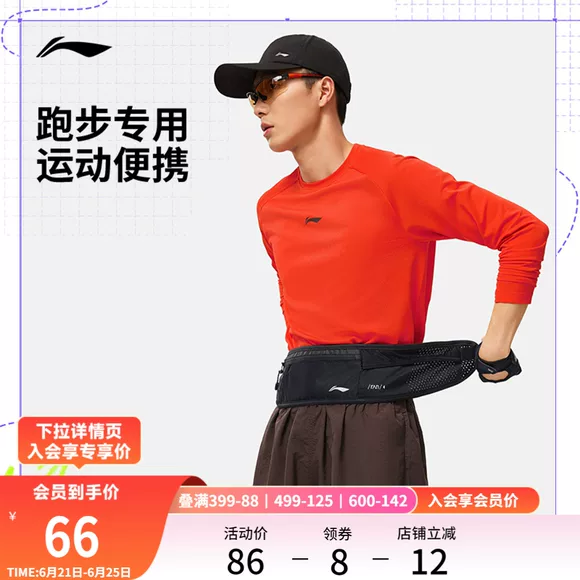 跑步专用
运动便携
下拉详情页
入会享专享价
会员到手价
¥
66
TIME:6月21日-6月25日
叠满399-88 | 499-125 | 600-142
入会享会员价
活动价
领券
店铺立减
86 - 8 - 12